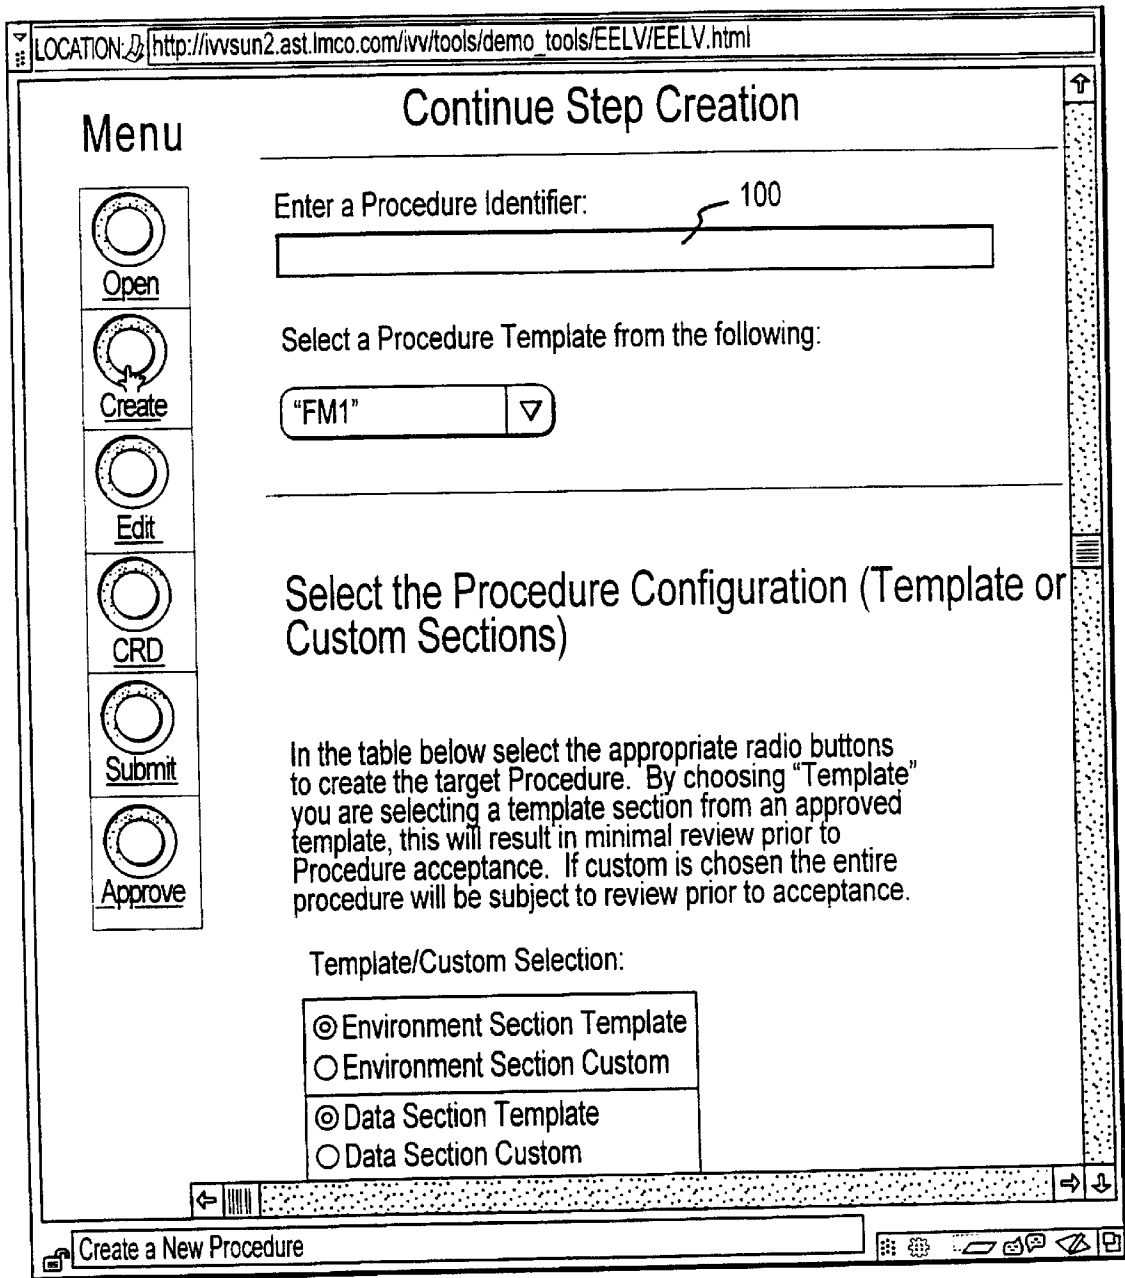 LOCATION: http://ivvsun2.ast.lmco.com/ivv/tools/demo_tools/EELV/EELV.html
Menu
Open
Create
Edit
CRD
Submit
Approve
Continue Step Creation
Enter a Procedure Identifier:
100
Select a Procedure Template from the following:
“FM1”
Select the Procedure Configuration (Template or
Custom Sections)
In the table below select the appropriate radio buttons
to create the target Procedure. By choosing “Template”
you are selecting a template section from an approved
template, this will result in minimal review prior to
Procedure acceptance. If custom is chosen the entire
procedure will be subject to review prior to acceptance.
Template/Custom Selection:
Environment Section Template
Environment Section Custom
Data Section Template
Data Section Custom
Create a New Procedure